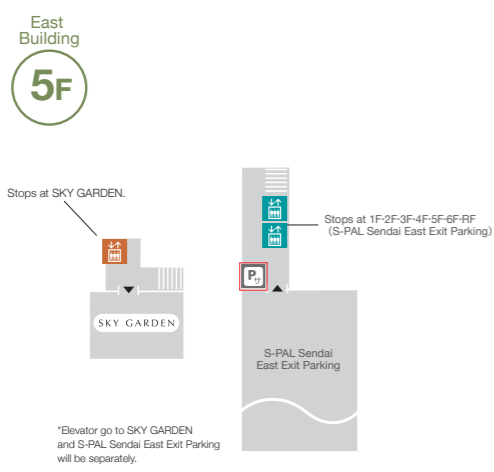 East
Building
5F
Stops at SKY GARDEN.
Stops at 1F·2F·3F·4F·5F·6F·RF
(S-PAL Sendai East Exit Parking)
Pサ
SKY GARDEN
S-PAL Sendai
East Exit Parking
*Elevator go to SKY GARDEN
and S-PAL Sendai East Exit Parking
will be separately.